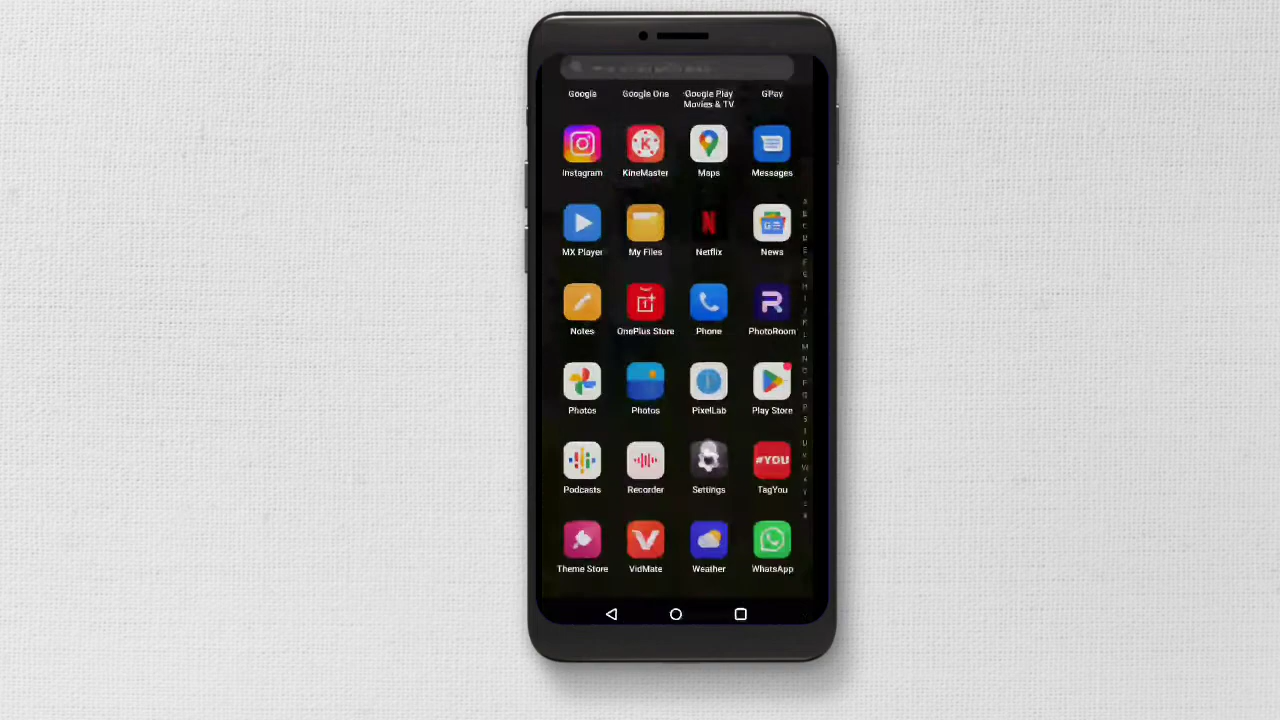 Google Google One Google Play Movies & TV GPay
Instagram KineMaster Maps Messages
MX Player My Files Netflix News
Notes OnePlus Store Phone PhotoRoom
Photos Photos PixelLab Play Store
Podcasts Recorder Settings #YOU TagYou
Theme Store VidMate Weather WhatsApp